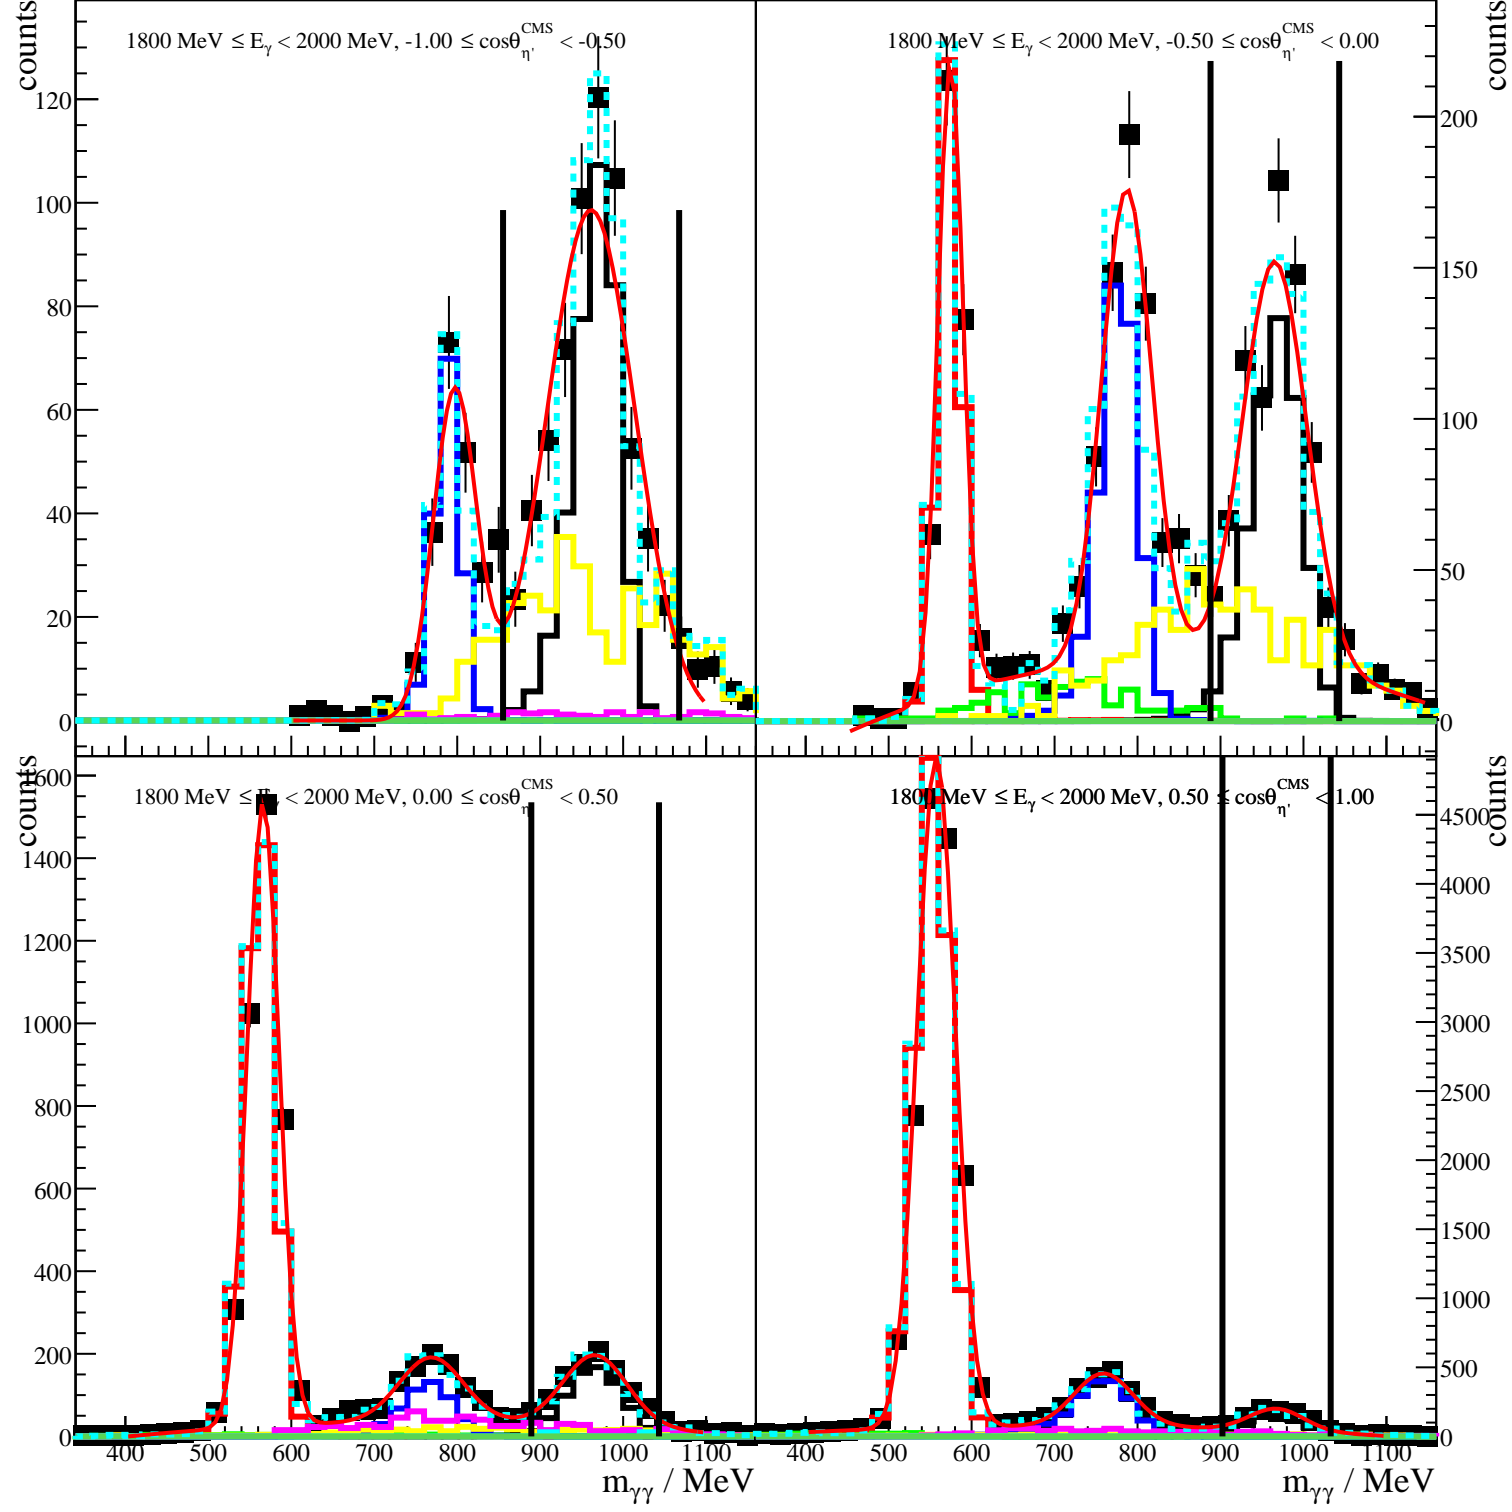 counts
1800 MeV ≤ Eγ < 2000 MeV, -1.00 ≤ cosθη'CMS < -0.50
0
20
40
60
80
100
120
1800 MeV ≤ Eγ < 2000 MeV, -0.50 ≤ cosθη'CMS < 0.00
counts
0
50
100
150
200
counts
1800 MeV ≤ Eγ < 2000 MeV, 0.00 ≤ cosθη'CMS < 0.50
0
200
400
600
800
1000
1200
1400
1600
400 500 600 700 800 900 1000 1100
mγγ / MeV
1800 MeV ≤ Eγ < 2000 MeV, 0.50 ≤ cosθη'CMS < 1.00
counts
0
500
1000
1500
2000
2500
3000
3500
4000
4500
400 500 600 700 800 900 1000 1100
mγγ / MeV